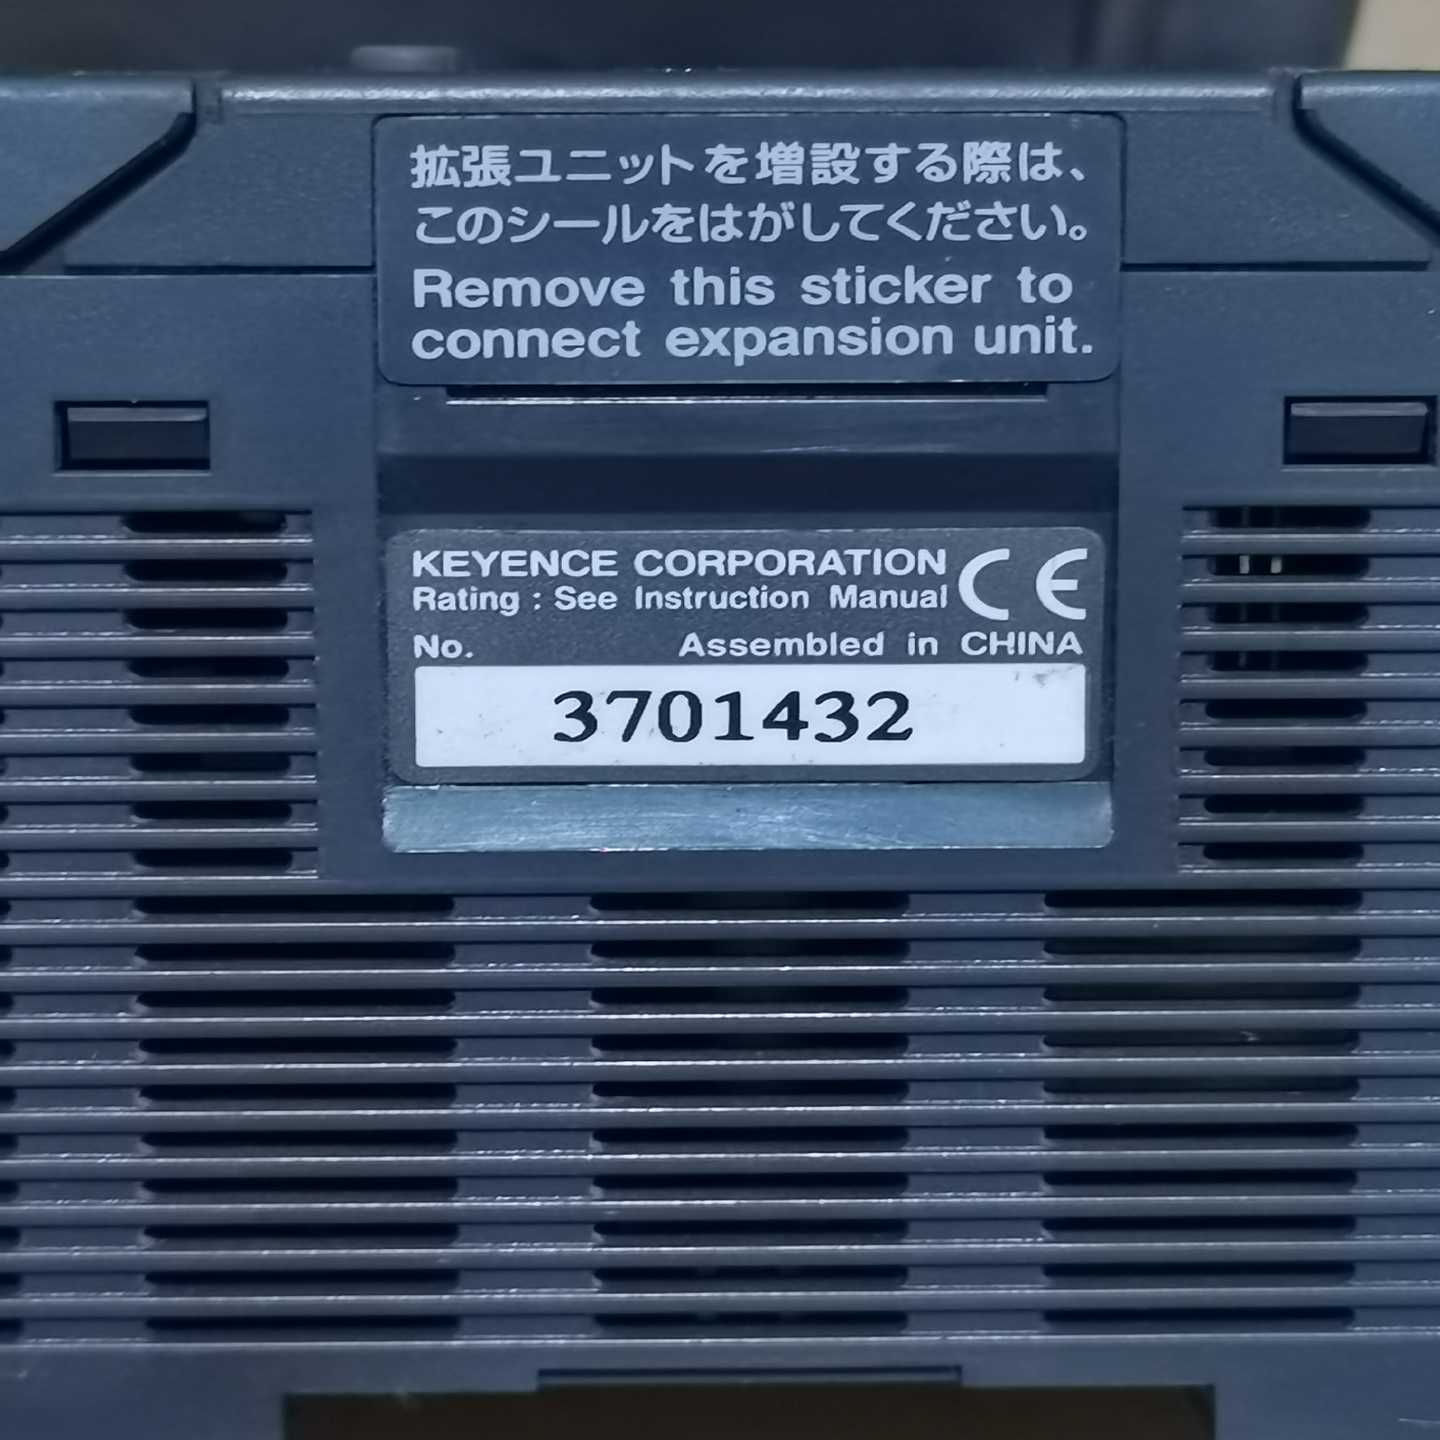 拡張ユニットを増設する際は、
このシールをはがしてください。
Remove this sticker to
connect expansion unit.
KEYENCE CORPORATION CE
Rating : See Instruction Manual
No. Assembled in CHINA
3701432